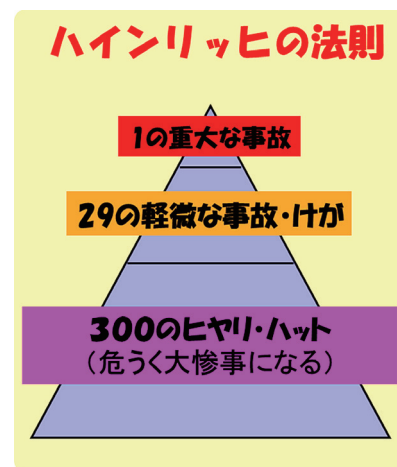 ハインリッヒの法則
1の重大な事故
29の軽微な事故・けが
300のヒヤリ・ハット
（危うく大惨事になる）